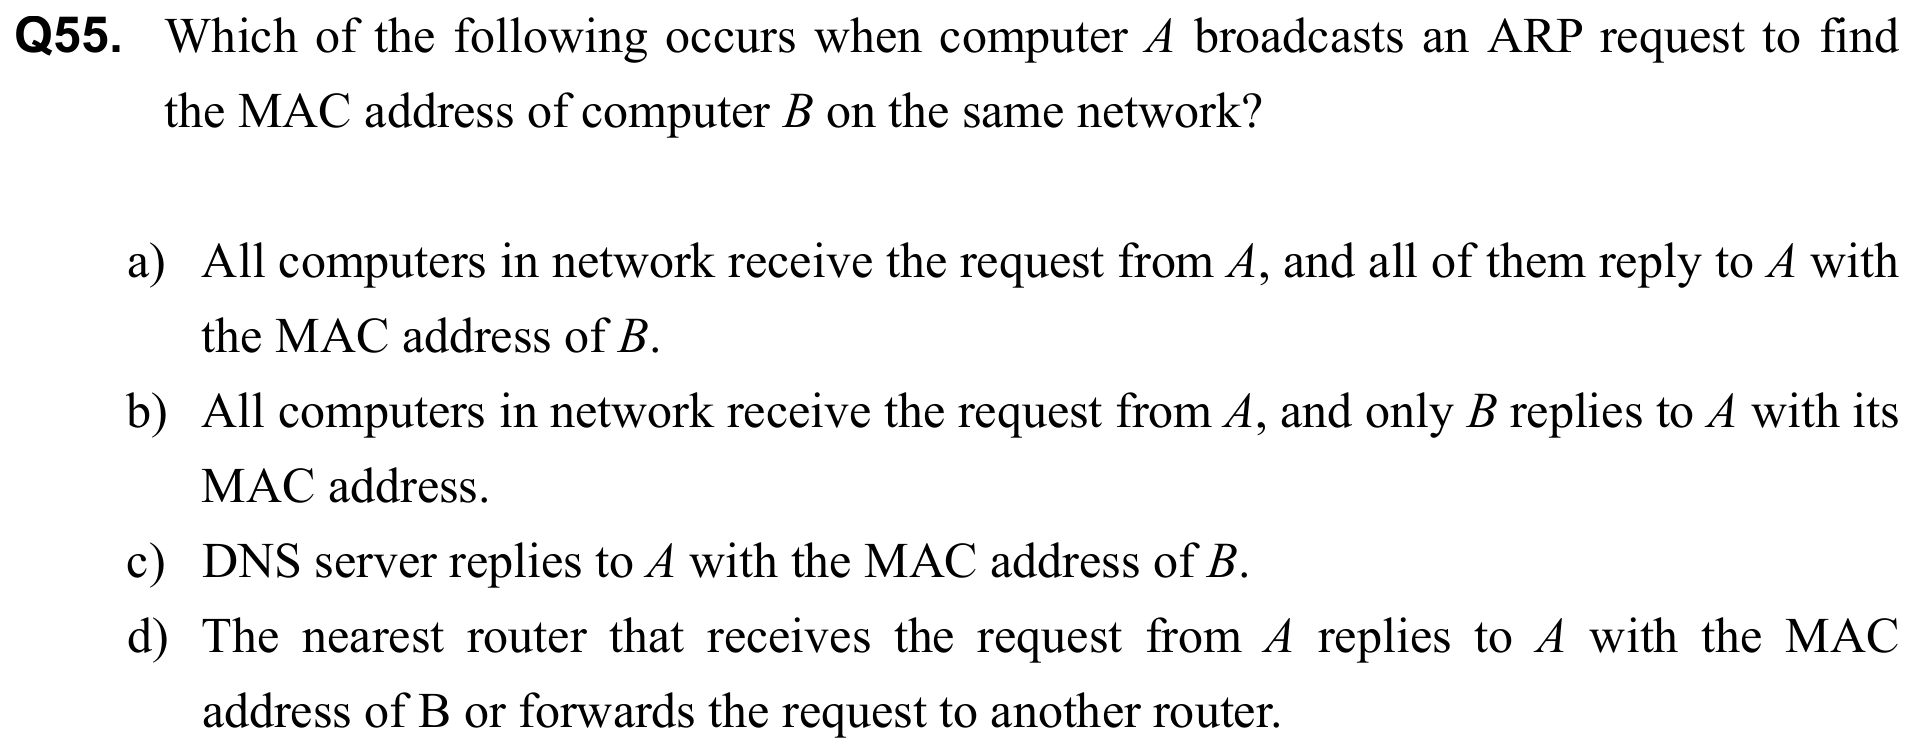 Q55. Which of the following occurs when computer A broadcasts an ARP request to find
the MAC address of computer B on the same network?
a) All computers in network receive the request from A, and all of them reply to A with
the MAC address of B.
b) All computers in network receive the request from A, and only B replies to A with its
MAC address.
c) DNS server replies to A with the MAC address of B.
d) The nearest router that receives the request from A replies to A with the MAC
address of B or forwards the request to another router.